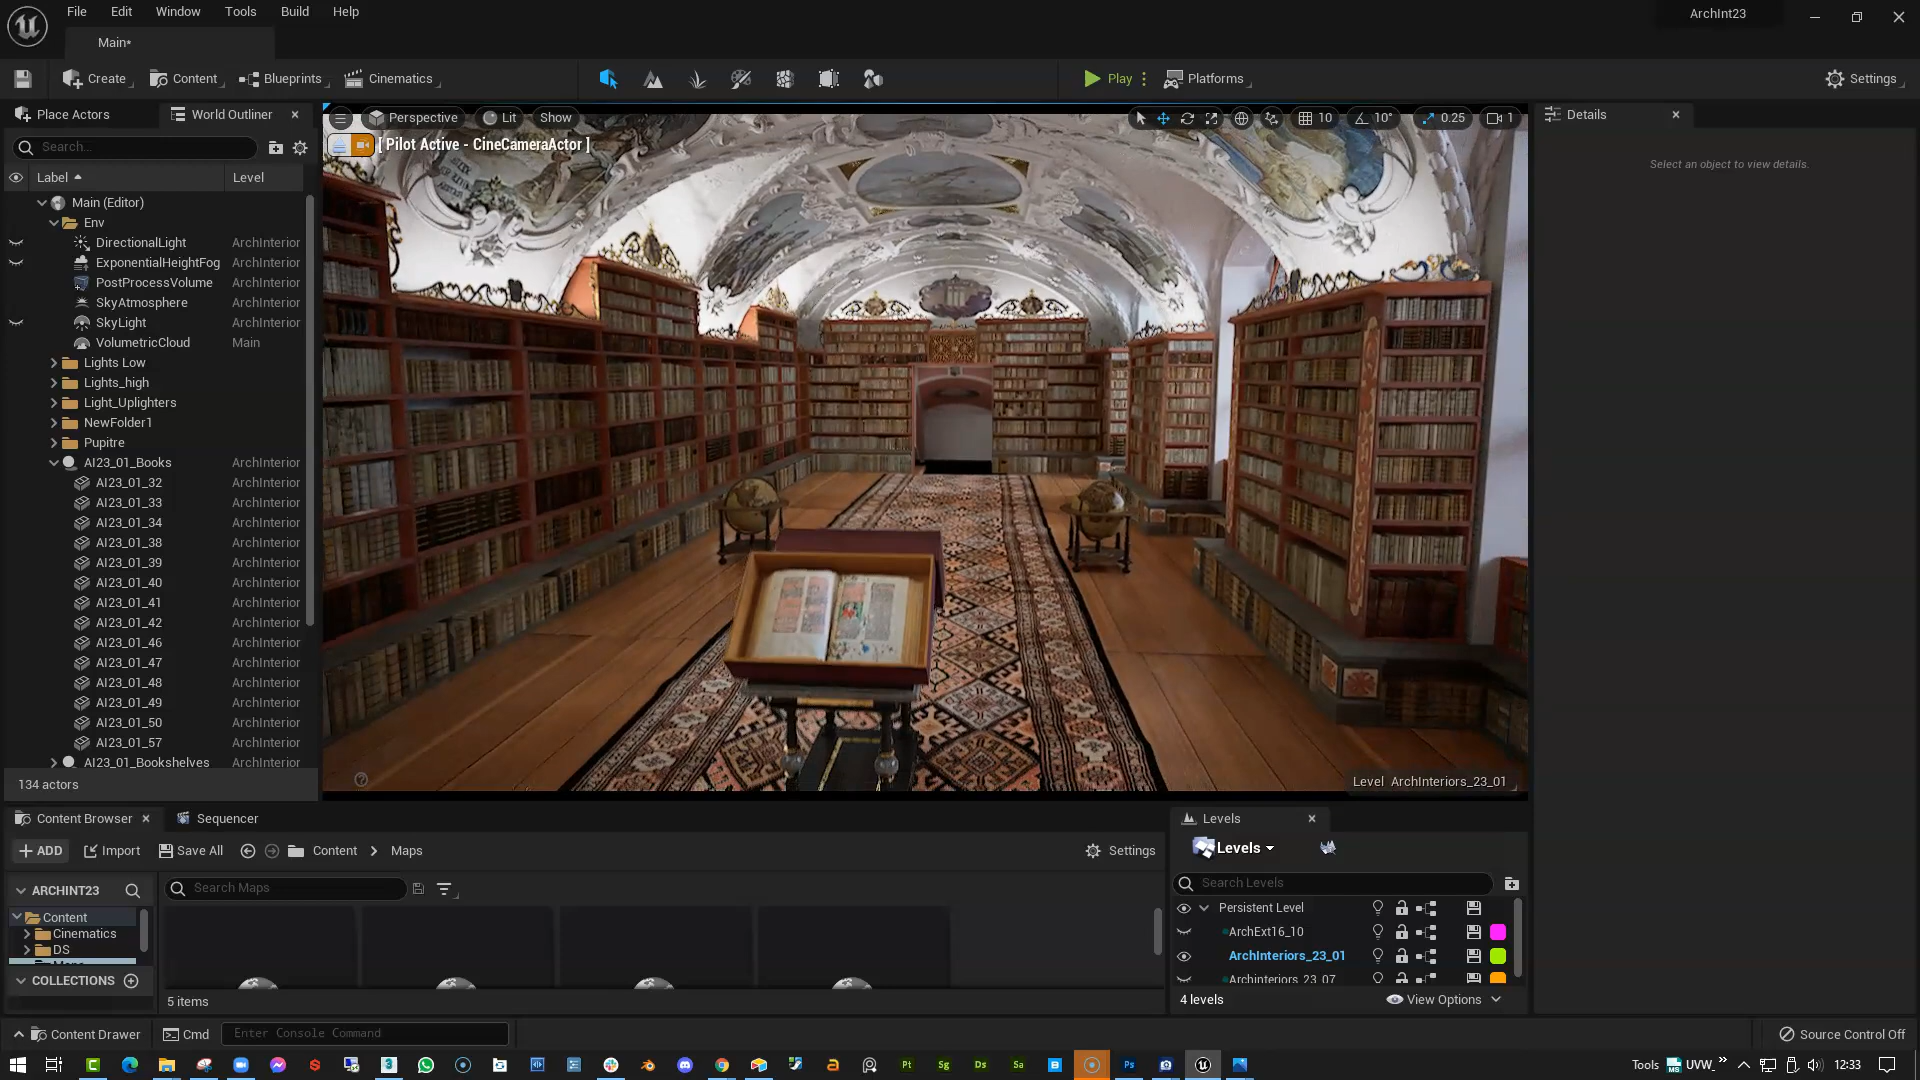 File Edit Window Tools Build Help
ArchInt23
Main*
Create Content Blueprints Cinematics Play Platforms Settings
Place Actors World Outliner
Search...
Label Level
Main (Editor)
Env
DirectionalLight ArchInterior
ExponentialHeightFog ArchInterior
PostProcessVolume ArchInterior
SkyAtmosphere ArchInterior
SkyLight ArchInterior
VolumetricCloud Main
Lights Low
Lights_high
Light_Uplighters
NewFolder1
Pupitre
AI23_01_Books ArchInterior
AI23_01_32 ArchInterior
AI23_01_33 ArchInterior
AI23_01_34 ArchInterior
AI23_01_38 ArchInterior
AI23_01_39 ArchInterior
AI23_01_40 ArchInterior
AI23_01_41 ArchInterior
AI23_01_42 ArchInterior
AI23_01_46 ArchInterior
AI23_01_47 ArchInterior
AI23_01_48 ArchInterior
AI23_01_49 ArchInterior
AI23_01_50 ArchInterior
AI23_01_57 ArchInterior
AI23_01_Bookshelves ArchInterior
134 actors
Perspective Lit Show
10 10° 0.25 1
[ Pilot Active - CineCameraActor ]
Level ArchInteriors_23_01
Details
Select an object to view details.
Content Browser Sequencer
ADD Import Save All Content Maps Settings
ARCHINT23
Search Maps
Content
Cinematics
DS
COLLECTIONS
5 items
Levels
Levels
Search Levels
Persistent Level
ArchExt16_10
ArchInteriors_23_01
Archinteriors_23_07
4 levels View Options
Content Drawer Cmd Enter Console Command Source Control Off
Pt Sg Ds Sa Ps
Tools UVW_ 12:33